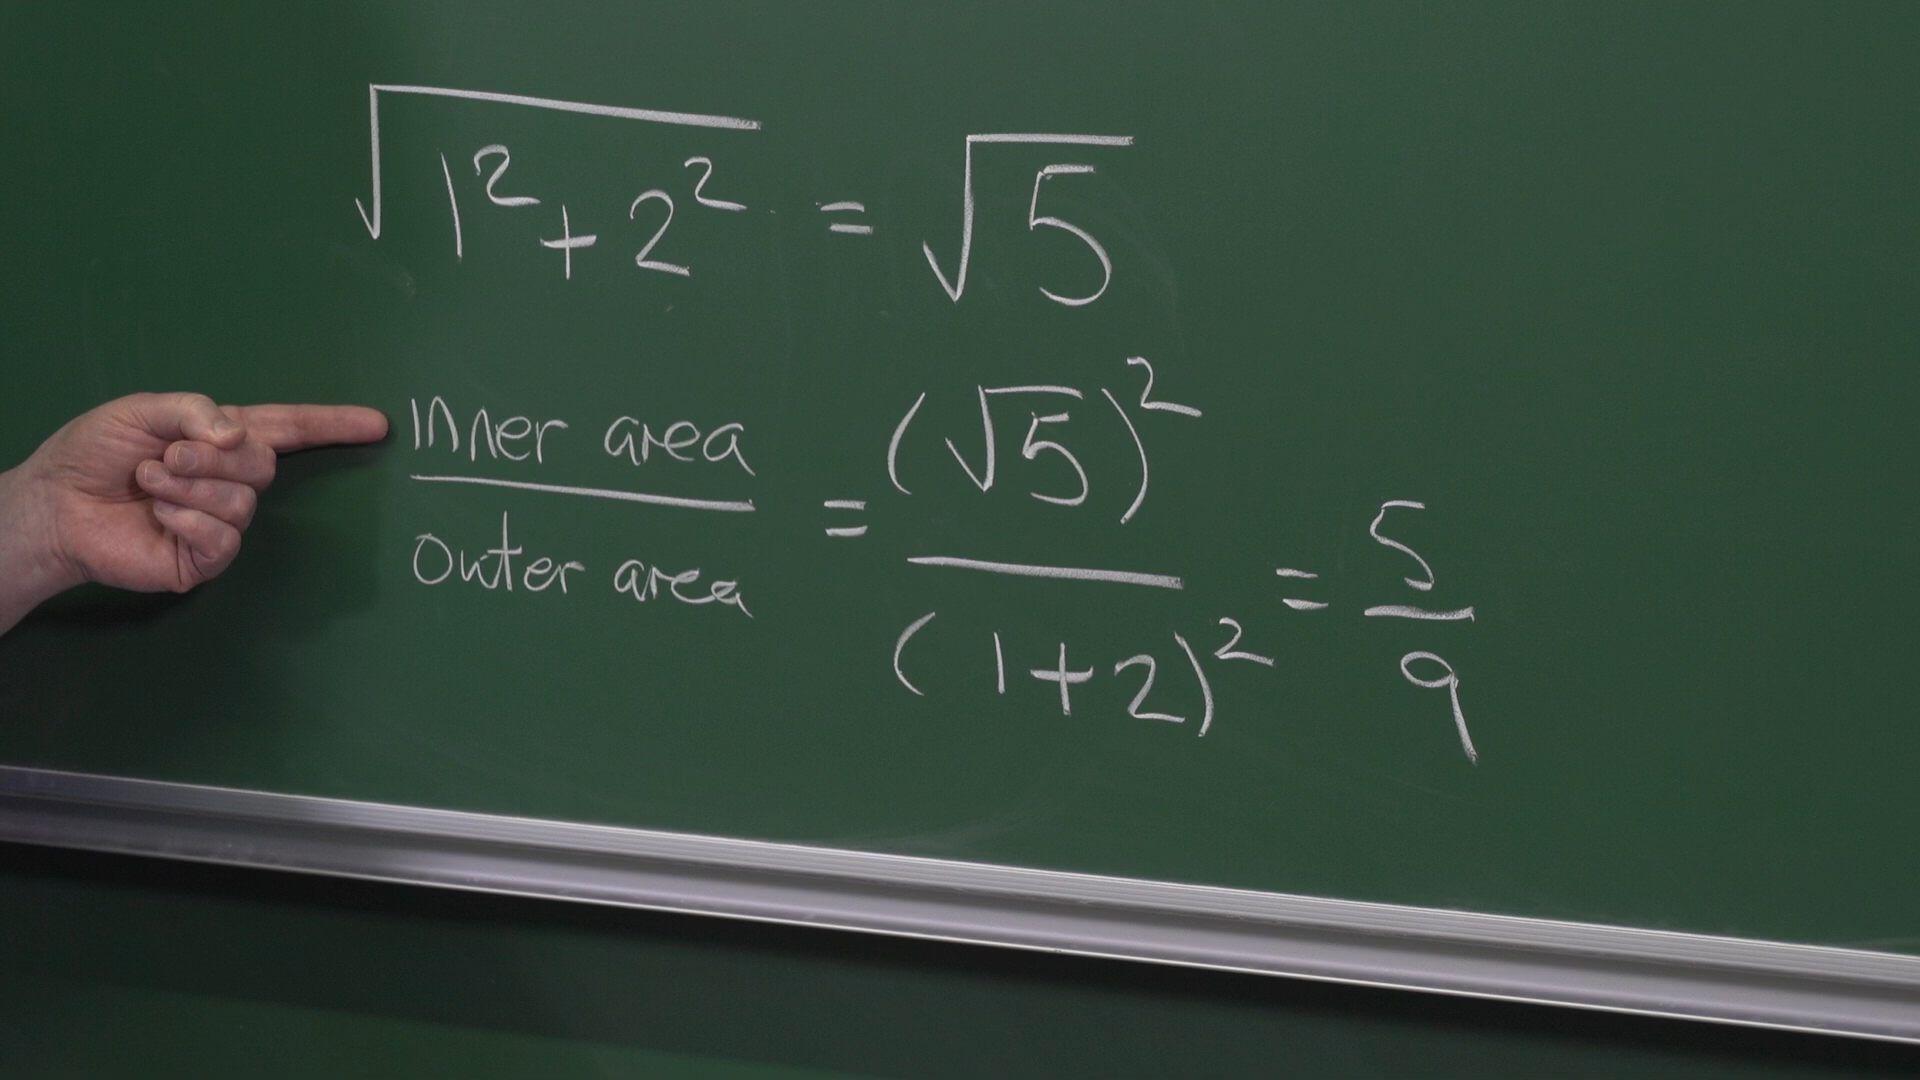 √(1² + 2²) = √5
inner area / outer area = (√5)² / (1+2)² = 5/9